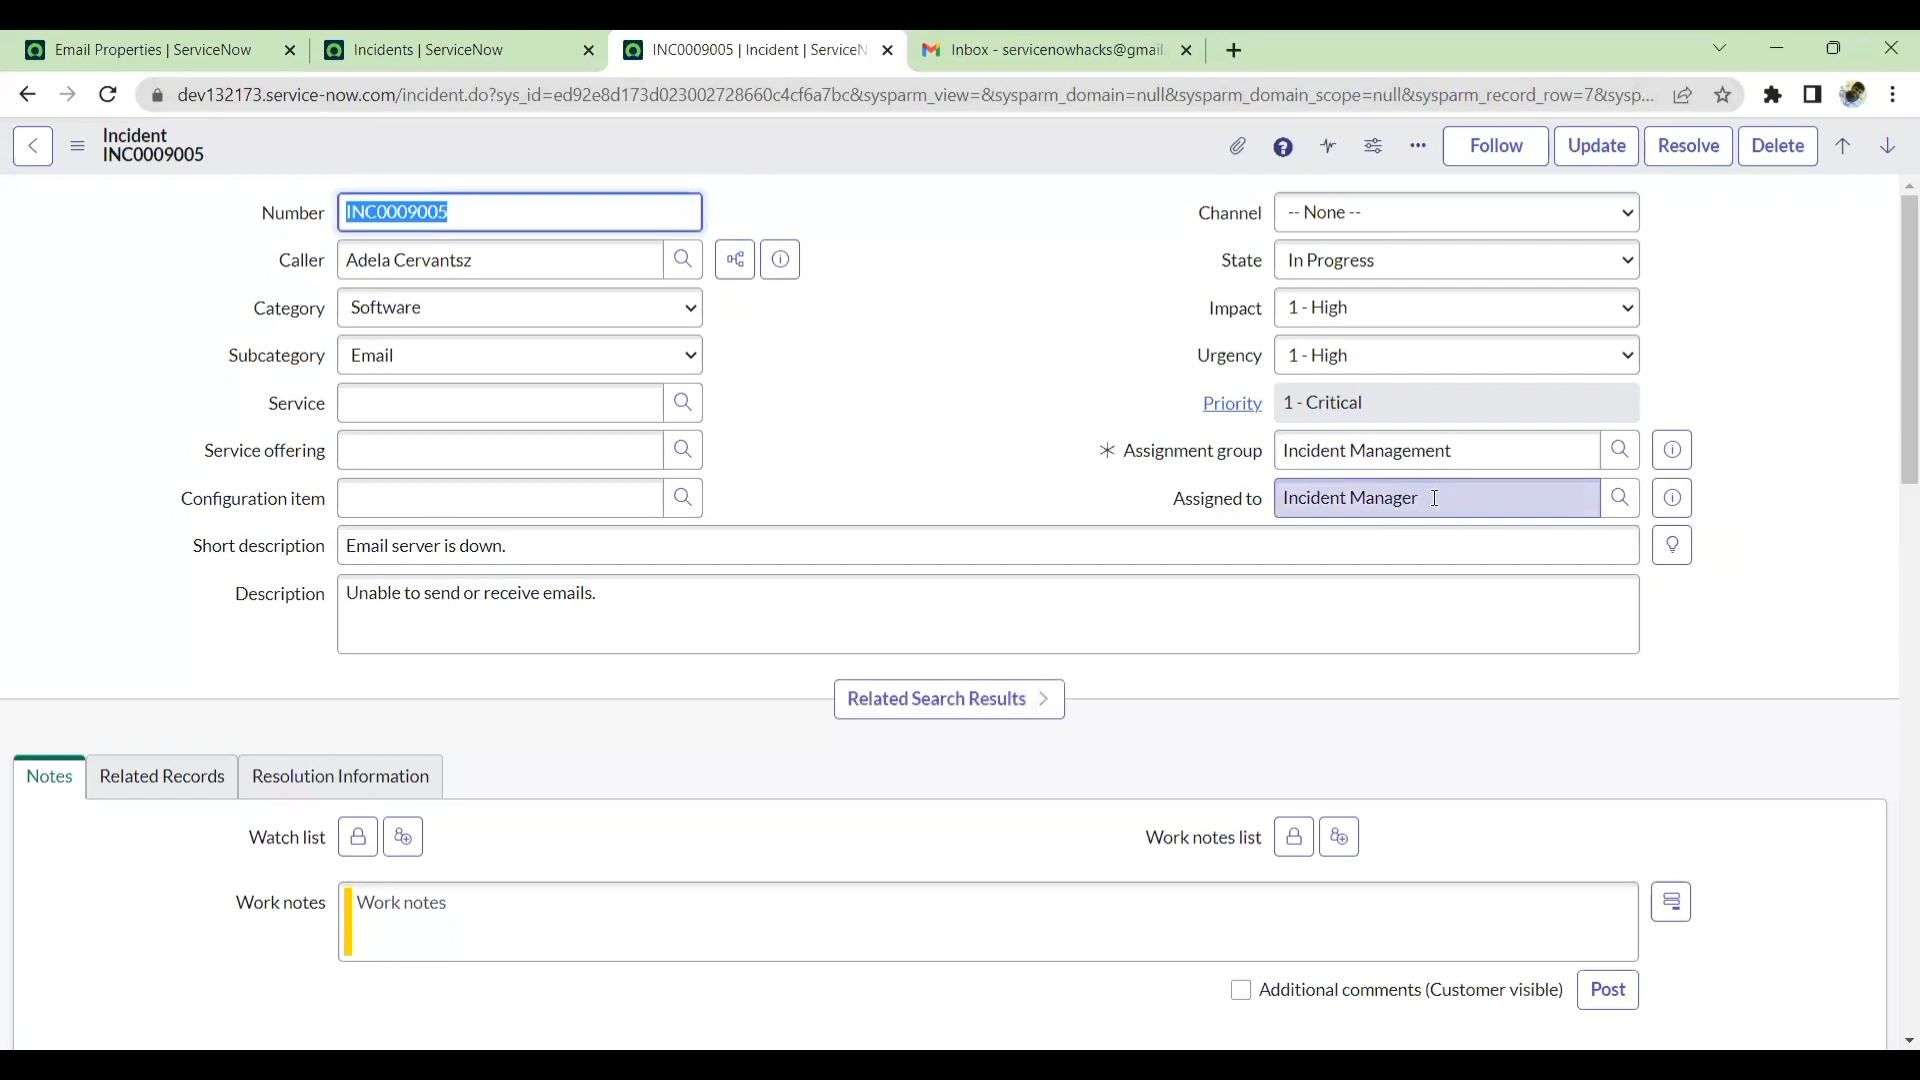 Email Properties | ServiceNow
Incidents | ServiceNow
INC0009005 | Incident | ServiceN
Inbox - servicenowhacks@gmail.
dev132173.service-now.com/incident.do?sys_id=ed92e8d173d023002728660c4cf6a7bc&sysparm_view=&sysparm_domain=null&sysparm_domain_scope=null&sysparm_record_row=7&sysp...
Incident
INC0009005
Follow
Update
Resolve
Delete
Number
INC0009005
Channel
-- None --
Caller
Adela Cervantsz
State
In Progress
Category
Software
Impact
1 - High
Subcategory
Email
Urgency
1 - High
Service
Priority
1 - Critical
Service offering
Assignment group
Incident Management
Configuration item
Assigned to
Incident Manager
Short description
Email server is down.
Description
Unable to send or receive emails.
Related Search Results
Notes
Related Records
Resolution Information
Watch list
Work notes list
Work notes
Work notes
Additional comments (Customer visible)
Post